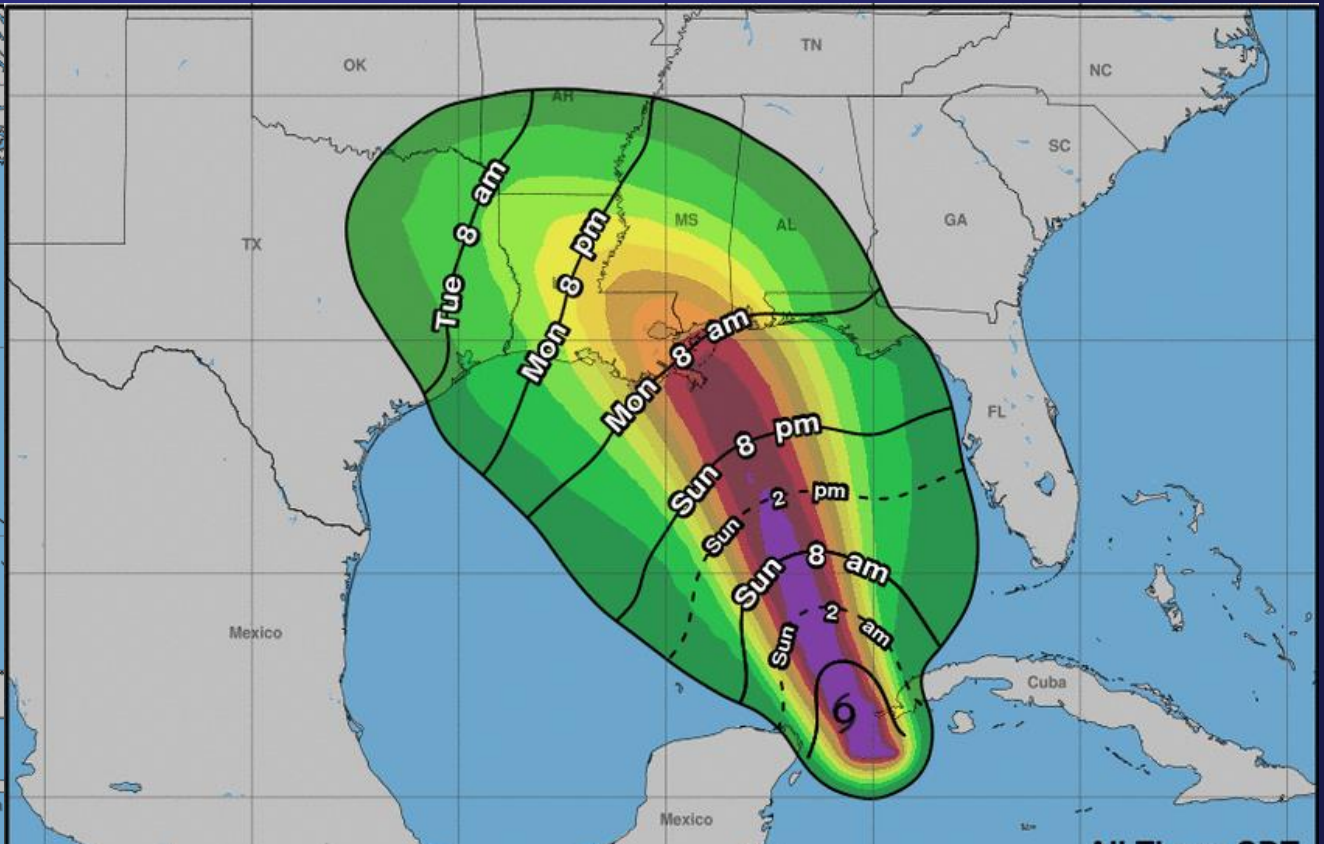 TN
OK
NC
AR
SC
MS
AL
GA
TX
Tue 8 am
Mon 8 pm
Mon 8 am
FL
Sun 8 pm
Sun 2 pm
Sun 8 am
Sun 2 am
Mexico
Cuba
Mexico